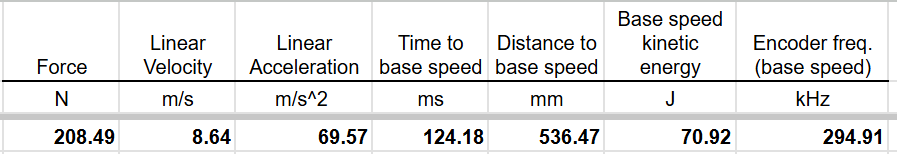 Base speed
Linear Linear Time to Distance to kinetic Encoder freq.
Force Velocity Acceleration base speed base speed energy (base speed)
N m/s m/s^2 ms mm J kHz
208.49 8.64 69.57 124.18 536.47 70.92 294.91